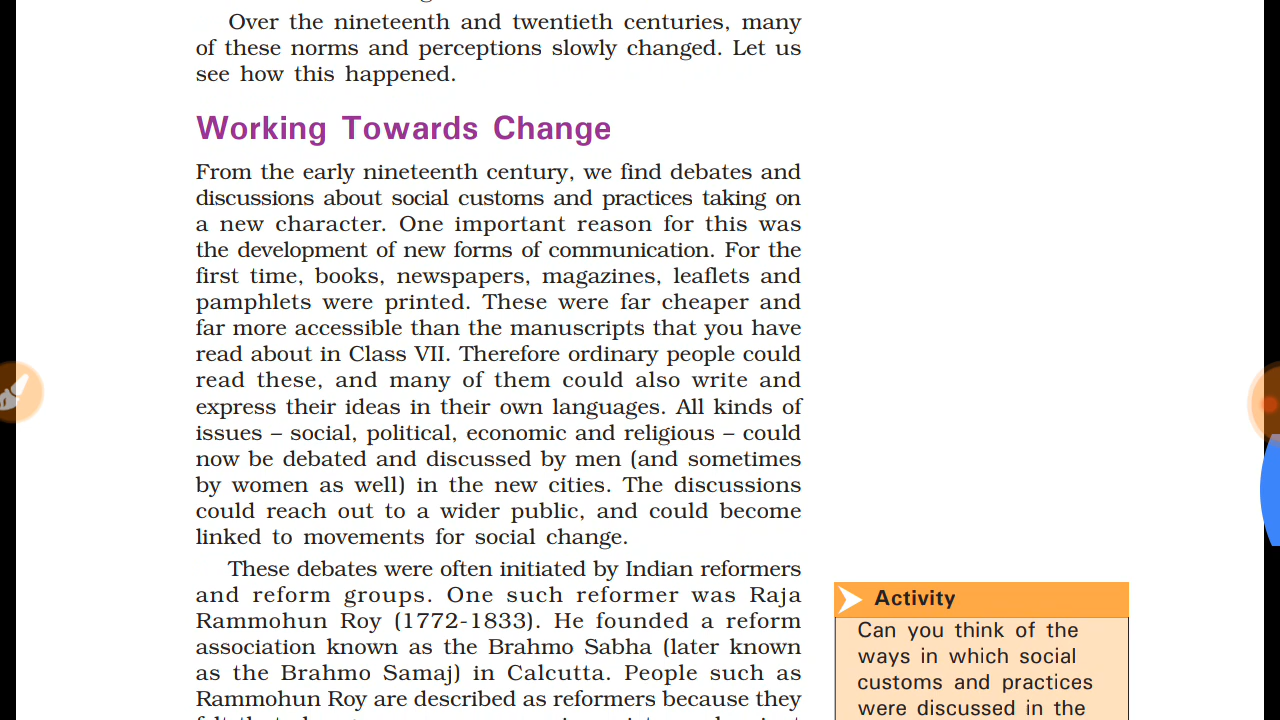 Over the nineteenth and twentieth centuries, many
of these norms and perceptions slowly changed. Let us
see how this happened.
Working Towards Change
From the early nineteenth century, we find debates and
discussions about social customs and practices taking on
a new character. One important reason for this was
the development of new forms of communication. For the
first time, books, newspapers, magazines, leaflets and
pamphlets were printed. These were far cheaper and
far more accessible than the manuscripts that you have
read about in Class VII. Therefore ordinary people could
read these, and many of them could also write and
express their ideas in their own languages. All kinds of
issues – social, political, economic and religious – could
now be debated and discussed by men (and sometimes
by women as well) in the new cities. The discussions
could reach out to a wider public, and could become
linked to movements for social change.
These debates were often initiated by Indian reformers
and reform groups. One such reformer was Raja
Rammohun Roy (1772-1833). He founded a reform
association known as the Brahmo Sabha (later known
as the Brahmo Samaj) in Calcutta. People such as
Rammohun Roy are described as reformers because they
Activity
Can you think of the
ways in which social
customs and practices
were discussed in the